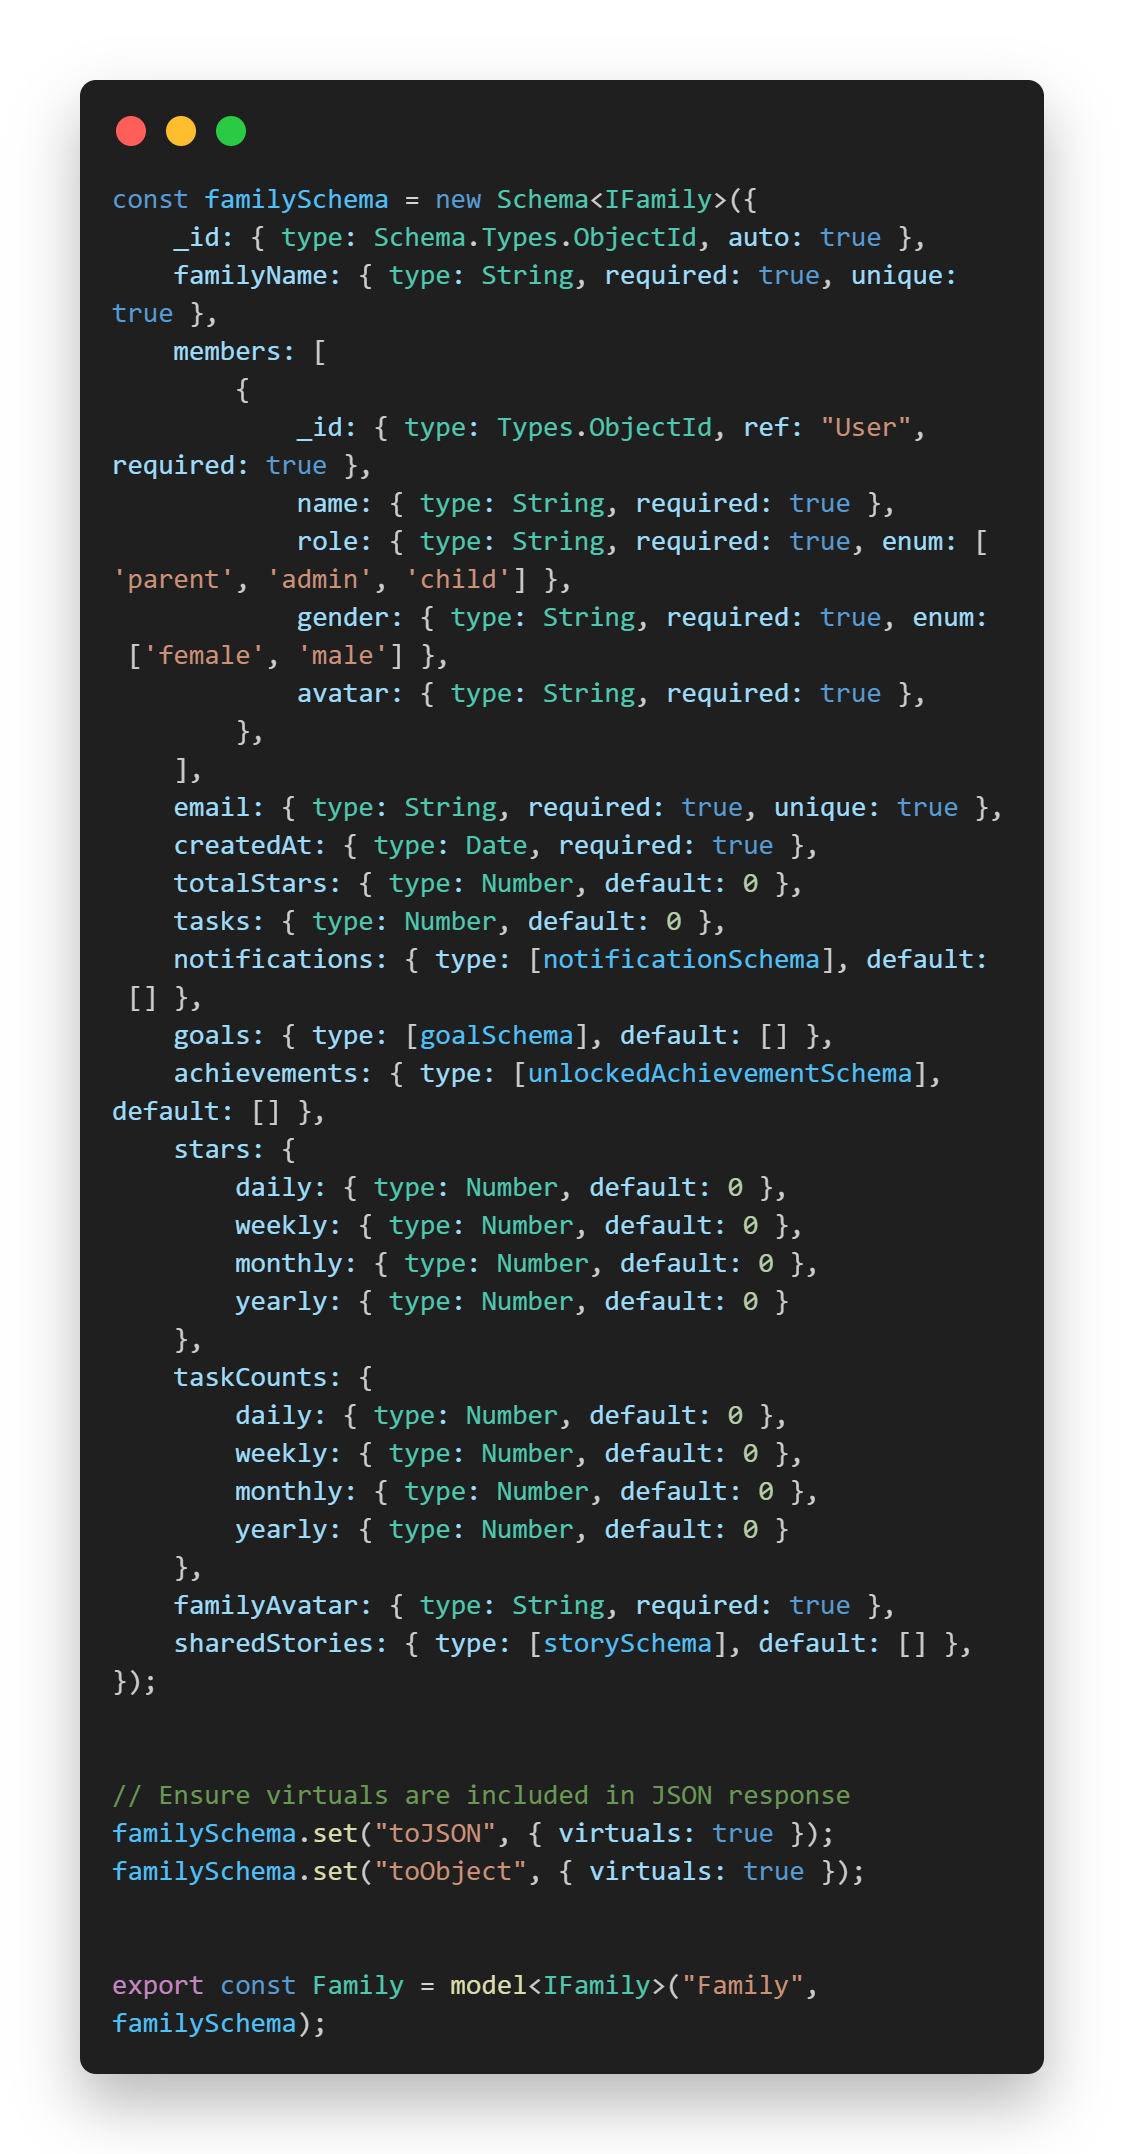 const familySchema = new Schema<IFamily>({
    _id: { type: Schema.Types.ObjectId, auto: true },
    familyName: { type: String, required: true, unique:
true },
    members: [
        {
            _id: { type: Types.ObjectId, ref: "User",
required: true },
            name: { type: String, required: true },
            role: { type: String, required: true, enum: [
'parent', 'admin', 'child'] },
            gender: { type: String, required: true, enum:
 ['female', 'male'] },
            avatar: { type: String, required: true },
        },
    ],
    email: { type: String, required: true, unique: true },
    createdAt: { type: Date, required: true },
    totalStars: { type: Number, default: 0 },
    tasks: { type: Number, default: 0 },
    notifications: { type: [notificationSchema], default:
 [] },
    goals: { type: [goalSchema], default: [] },
    achievements: { type: [unlockedAchievementSchema],
default: [] },
    stars: {
        daily: { type: Number, default: 0 },
        weekly: { type: Number, default: 0 },
        monthly: { type: Number, default: 0 },
        yearly: { type: Number, default: 0 }
    },
    taskCounts: {
        daily: { type: Number, default: 0 },
        weekly: { type: Number, default: 0 },
        monthly: { type: Number, default: 0 },
        yearly: { type: Number, default: 0 }
    },
    familyAvatar: { type: String, required: true },
    sharedStories: { type: [storySchema], default: [] },
});

// Ensure virtuals are included in JSON response
familySchema.set("toJSON", { virtuals: true });
familySchema.set("toObject", { virtuals: true });

export const Family = model<IFamily>("Family",
familySchema);